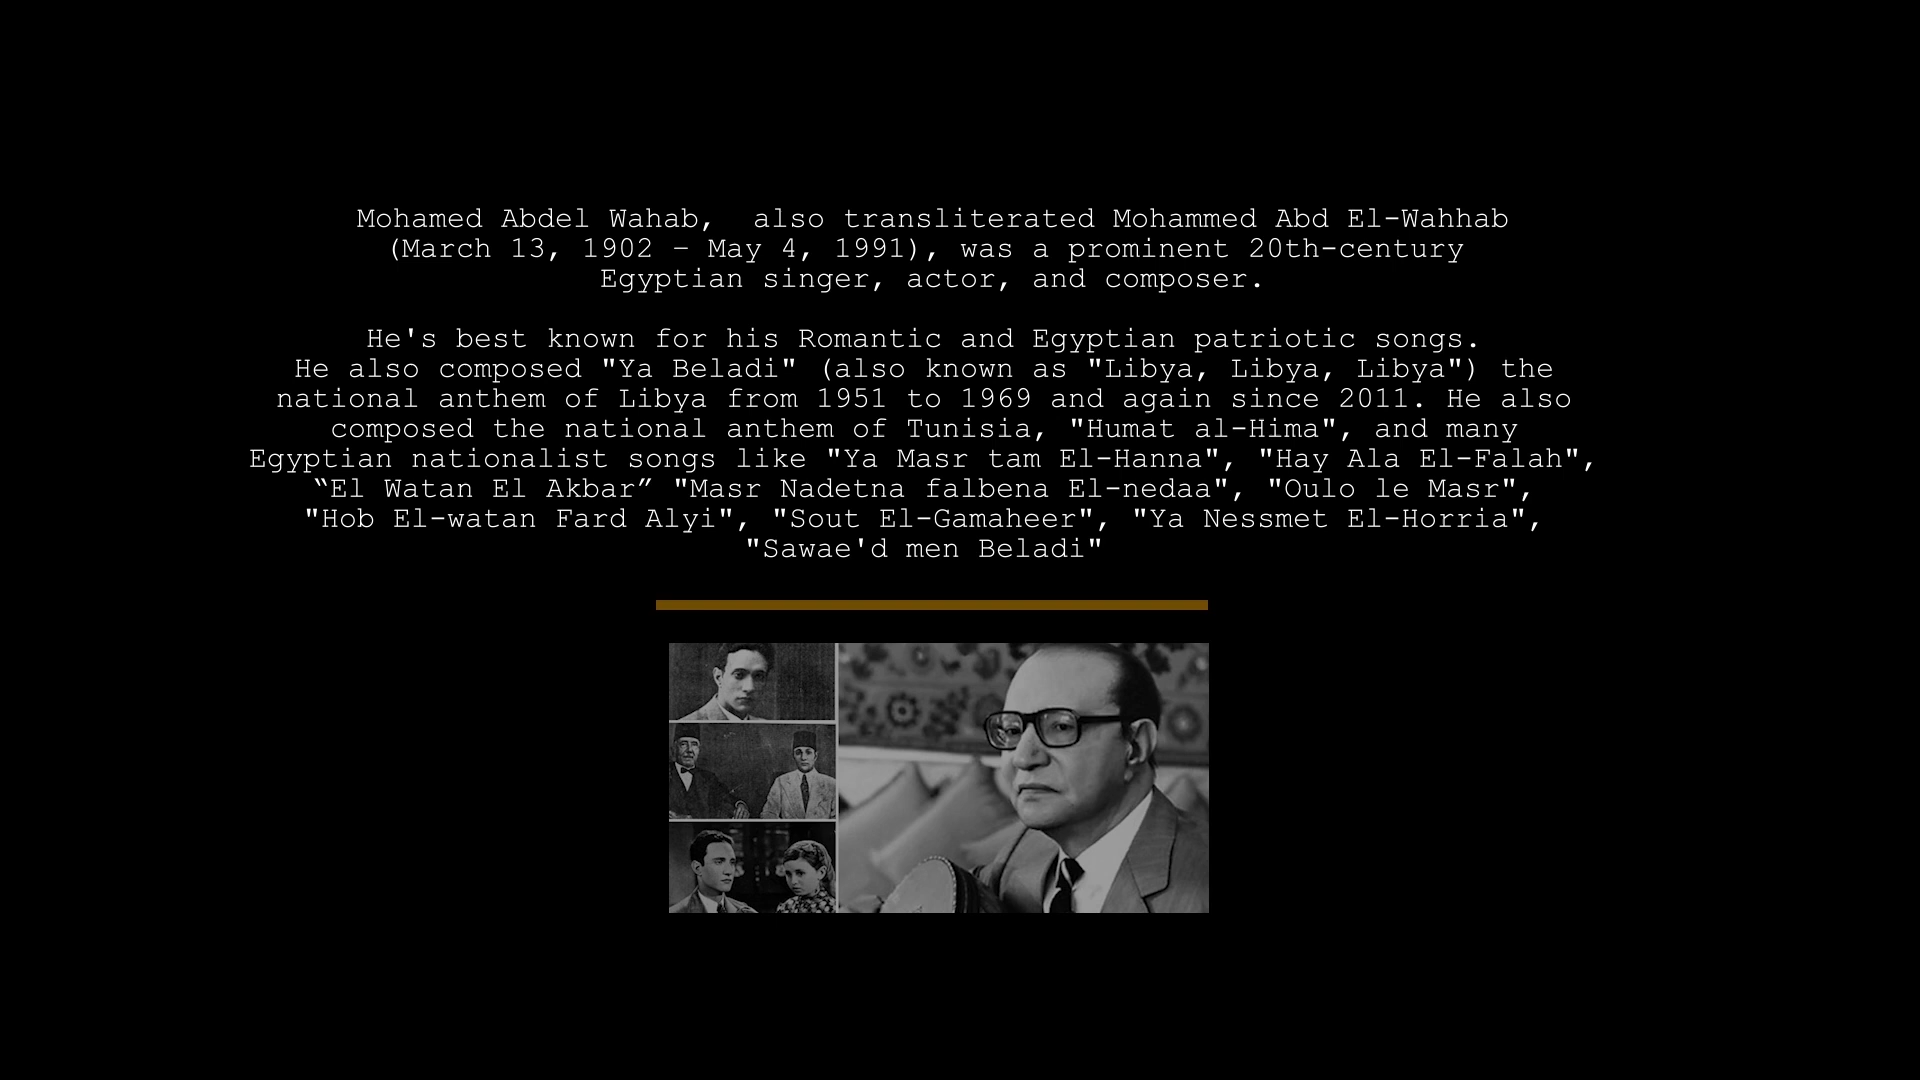 Mohamed Abdel Wahab,  also transliterated Mohammed Abd El-Wahhab
(March 13, 1902 – May 4, 1991), was a prominent 20th-century
Egyptian singer, actor, and composer.
He's best known for his Romantic and Egyptian patriotic songs.
He also composed "Ya Beladi" (also known as "Libya, Libya, Libya") the
national anthem of Libya from 1951 to 1969 and again since 2011. He also
composed the national anthem of Tunisia, "Humat al-Hima", and many
Egyptian nationalist songs like "Ya Masr tam El-Hanna", "Hay Ala El-Falah",
“El Watan El Akbar” "Masr Nadetna falbena El-nedaa", "Oulo le Masr",
"Hob El-watan Fard Alyi", "Sout El-Gamaheer", "Ya Nessmet El-Horria",
"Sawae'd men Beladi"